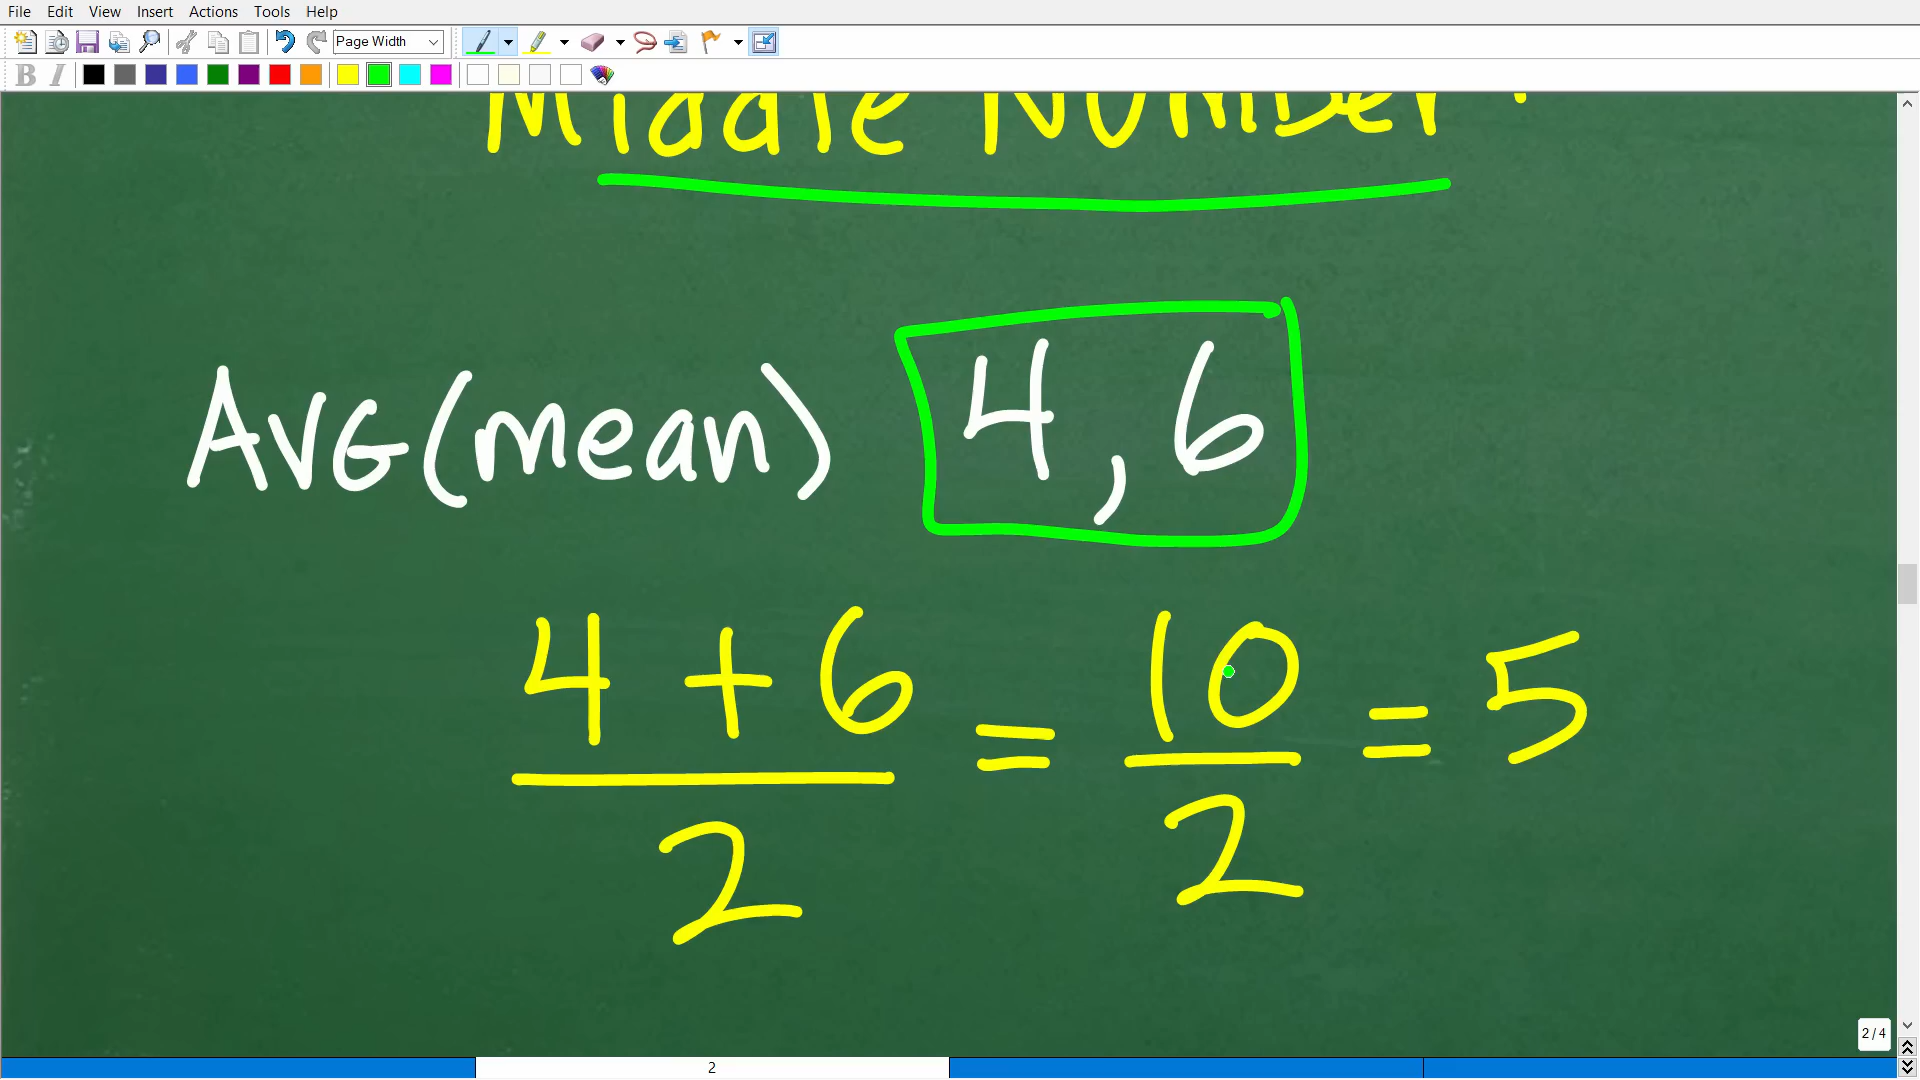 File Edit View Insert Actions Tools Help
Page Width
B I
Middle Number
AVG(mean) 4, 6
4 + 6 = 10 = 5
2 2
2 / 4
2